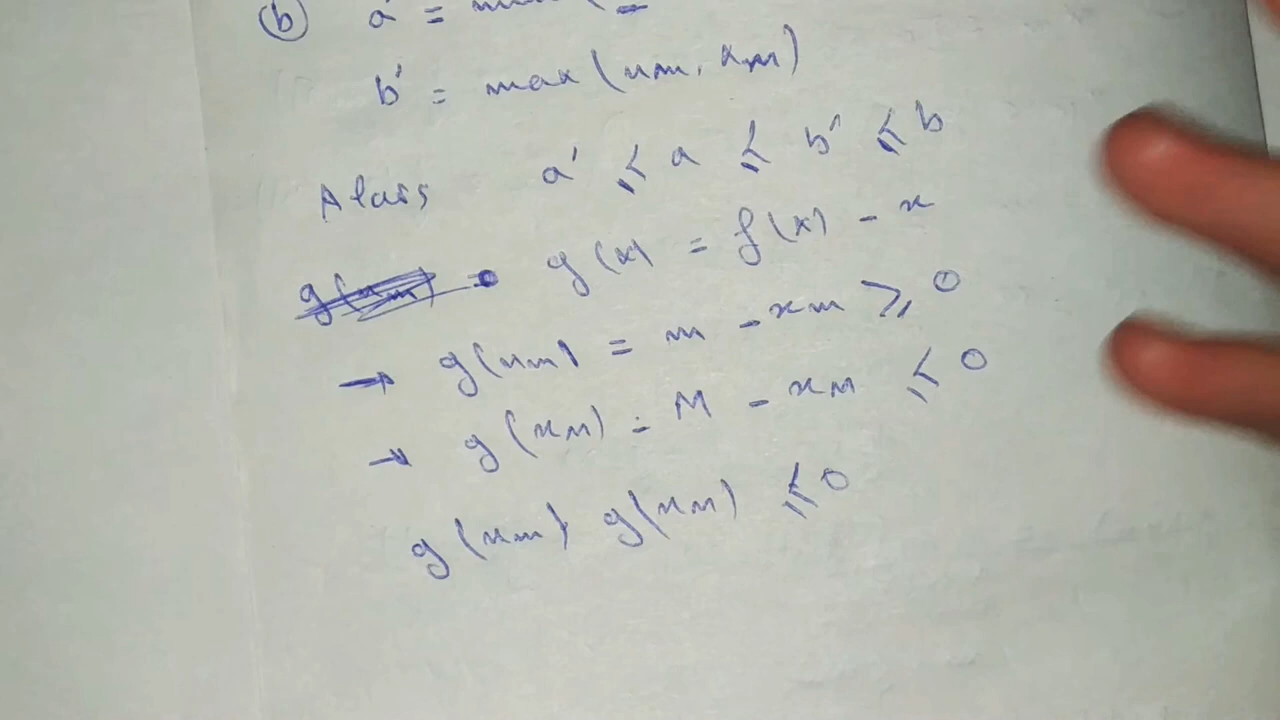 (b) a' =
b' = max (xm, xM)
Alors a' ≤ a ≤ b' ≤ b
g(x) = f(x) - x
→ g(xm) = m - xm ≥ 0
→ g(xM) = M - xM ≤ 0
g(xm) g(xM) ≤ 0